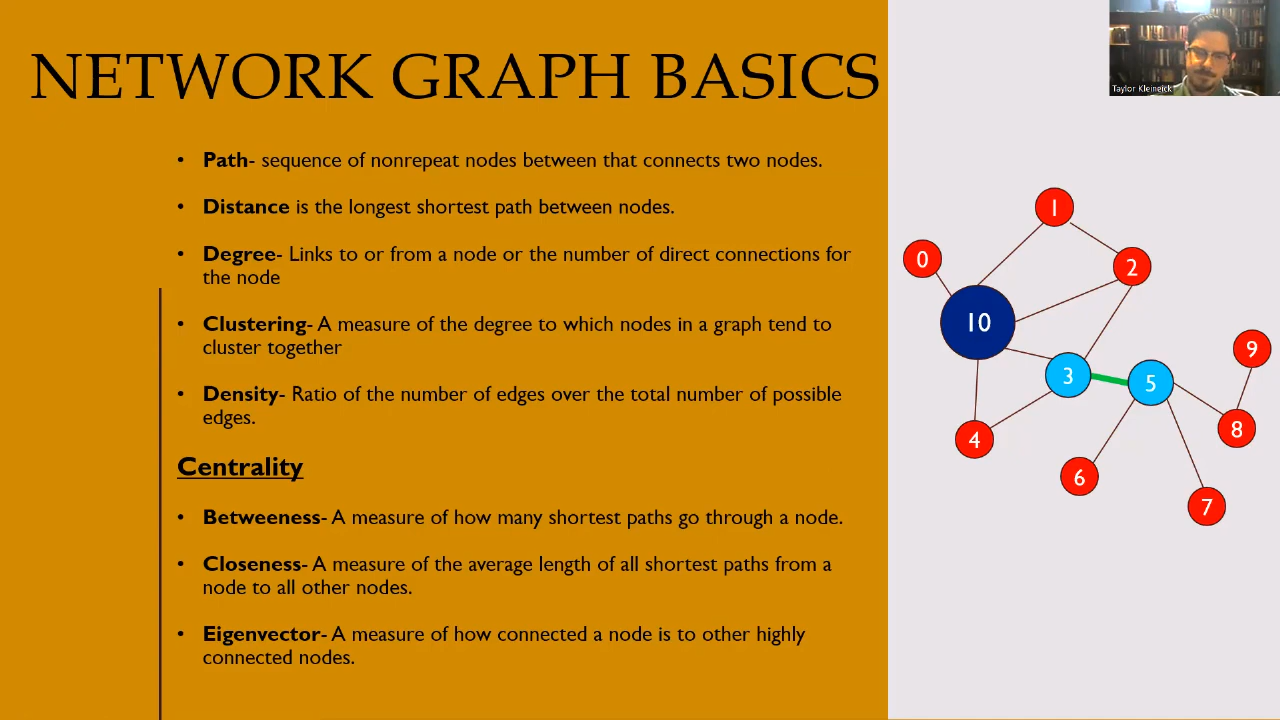 NETWORK GRAPH BASICS
Taylor Kleineick
• Path- sequence of nonrepeat nodes between that connects two nodes.
• Distance is the longest shortest path between nodes.
• Degree- Links to or from a node or the number of direct connections for
the node
• Clustering- A measure of the degree to which nodes in a graph tend to
cluster together
• Density- Ratio of the number of edges over the total number of possible
edges.
Centrality
• Betweeness- A measure of how many shortest paths go through a node.
• Closeness- A measure of the average length of all shortest paths from a
node to all other nodes.
• Eigenvector- A measure of how connected a node is to other highly
connected nodes.
1
0
2
10
9
3
5
8
4
6
7